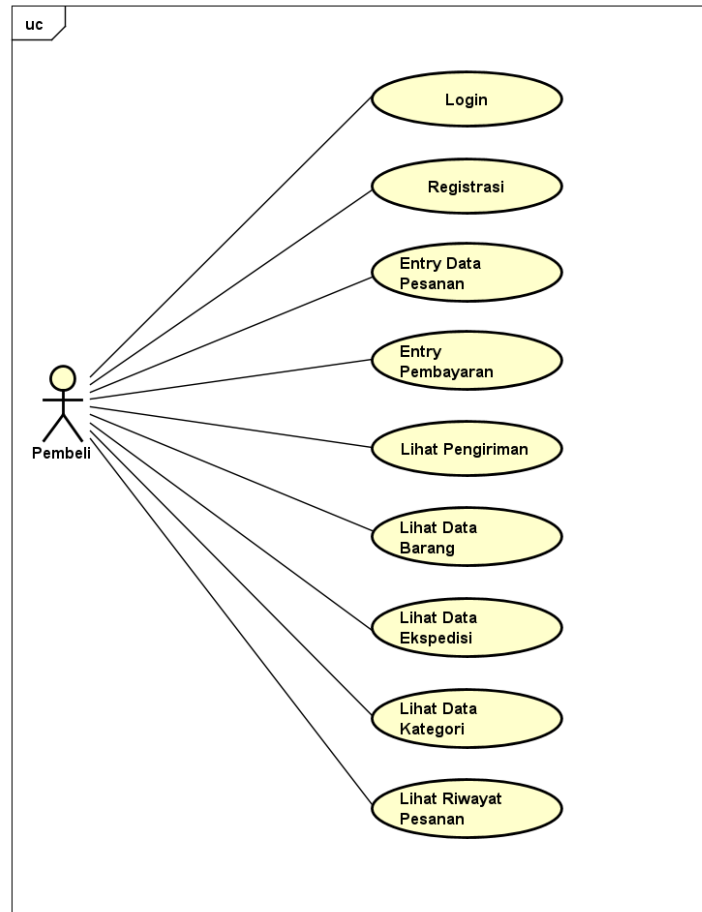 uc
Login
Registrasi
Entry Data
Pesanan
Entry
Pembayaran
Pembeli
Lihat Pengiriman
Lihat Data
Barang
Lihat Data
Ekspedisi
Lihat Data
Kategori
Lihat Riwayat
Pesanan